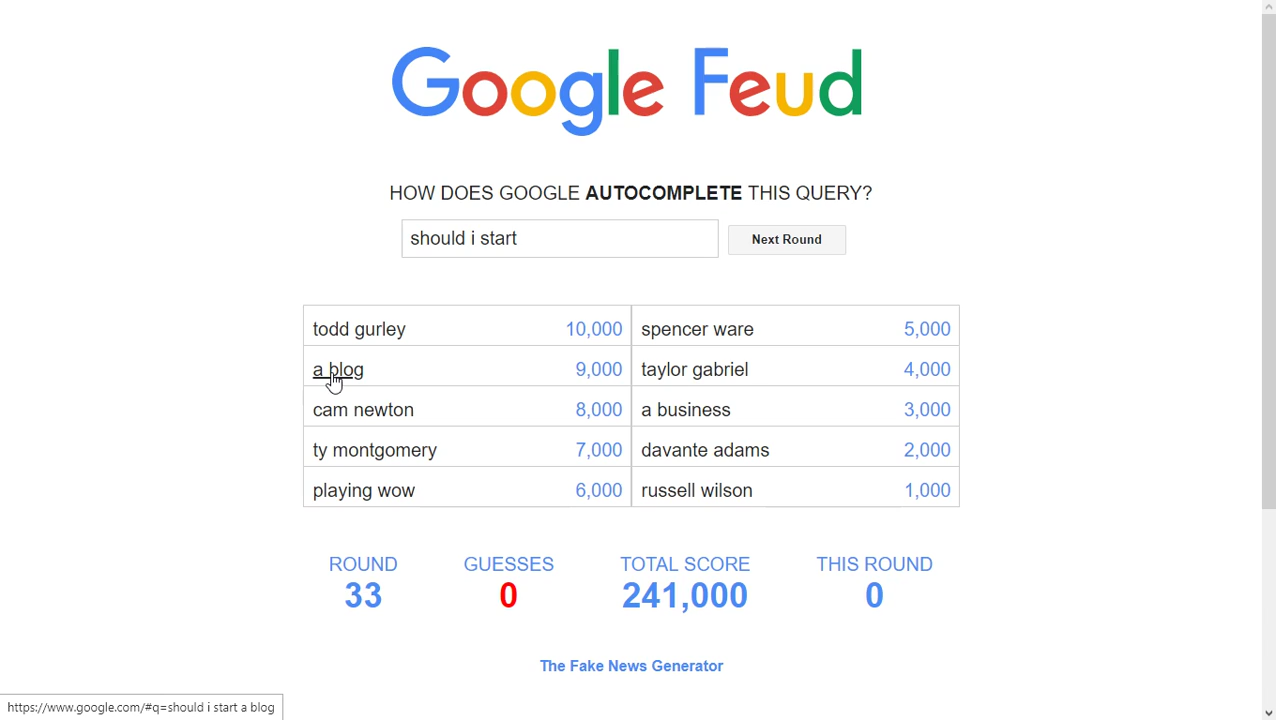 Google Feud
HOW DOES GOOGLE AUTOCOMPLETE THIS QUERY?
should i start
Next Round
todd gurley 10,000 spencer ware 5,000
a blog 9,000 taylor gabriel 4,000
cam newton 8,000 a business 3,000
ty montgomery 7,000 davante adams 2,000
playing wow 6,000 russell wilson 1,000
ROUND GUESSES TOTAL SCORE THIS ROUND
33 0 241,000 0
The Fake News Generator
https://www.google.com/#q=should i start a blog